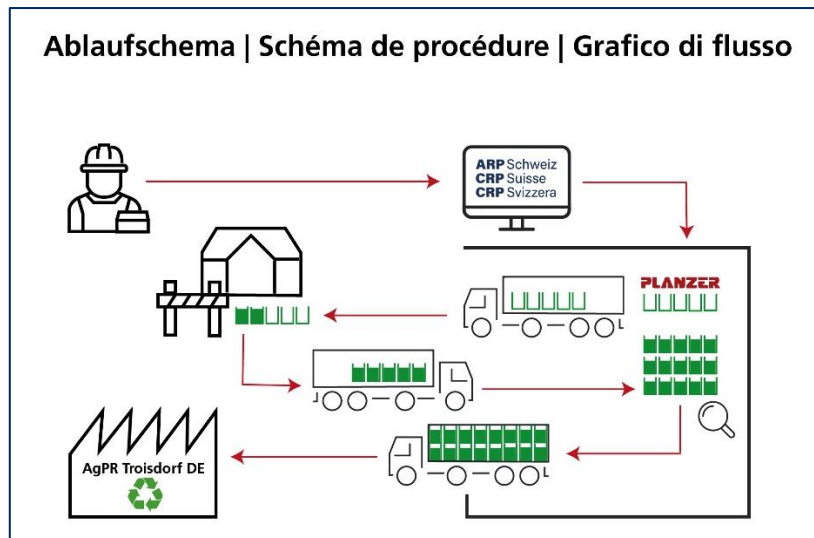 Ablaufschema | Schéma de procédure | Grafico di flusso
ARP Schweiz
CRP Suisse
CRP Svizzera
PLANZER
AgPR Troisdorf DE